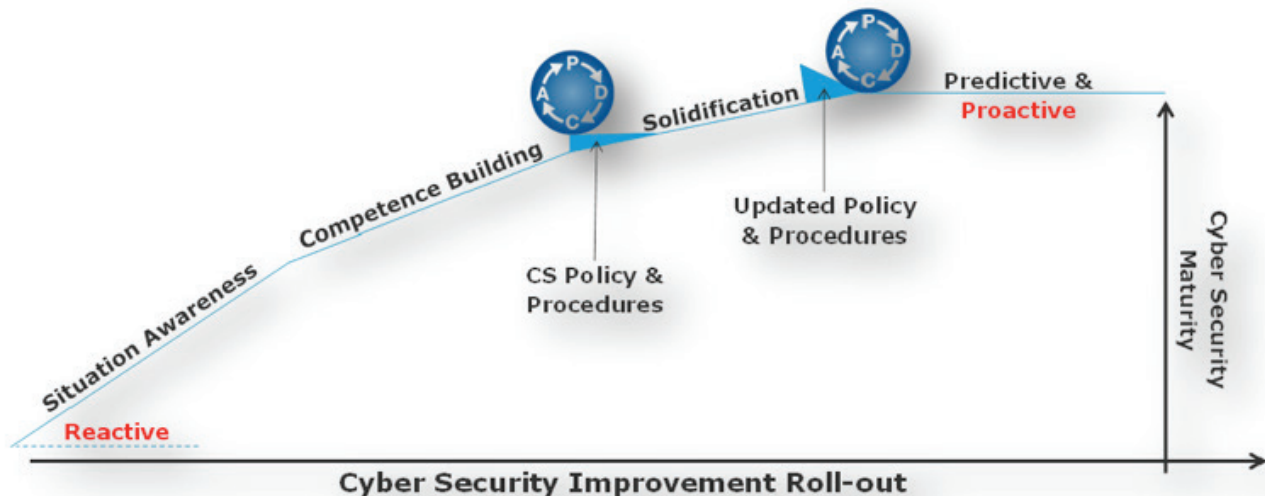 P
D
C
A
P
D
C
A
Situation Awareness
Competence Building
Solidification
Predictive &
Proactive
CS Policy &
Procedures
Updated Policy
& Procedures
Reactive
Cyber Security
Maturity
Cyber Security Improvement Roll-out